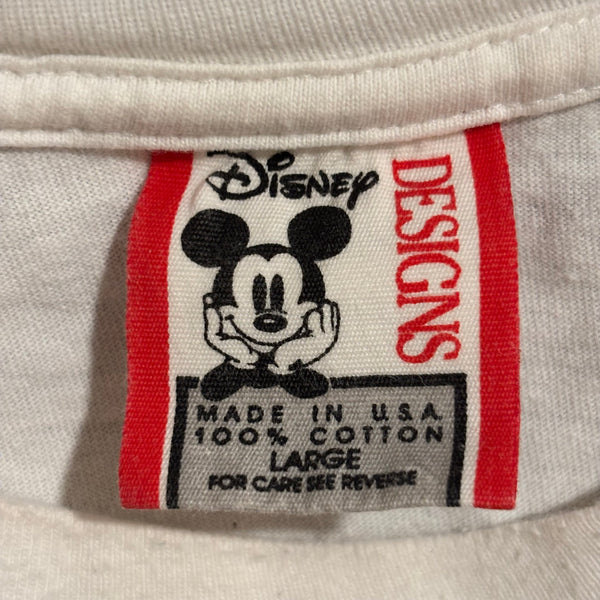 Disney
DESIGNS
MADE IN U.S.A.
100% COTTON
LARGE
FOR CARE SEE REVERSE